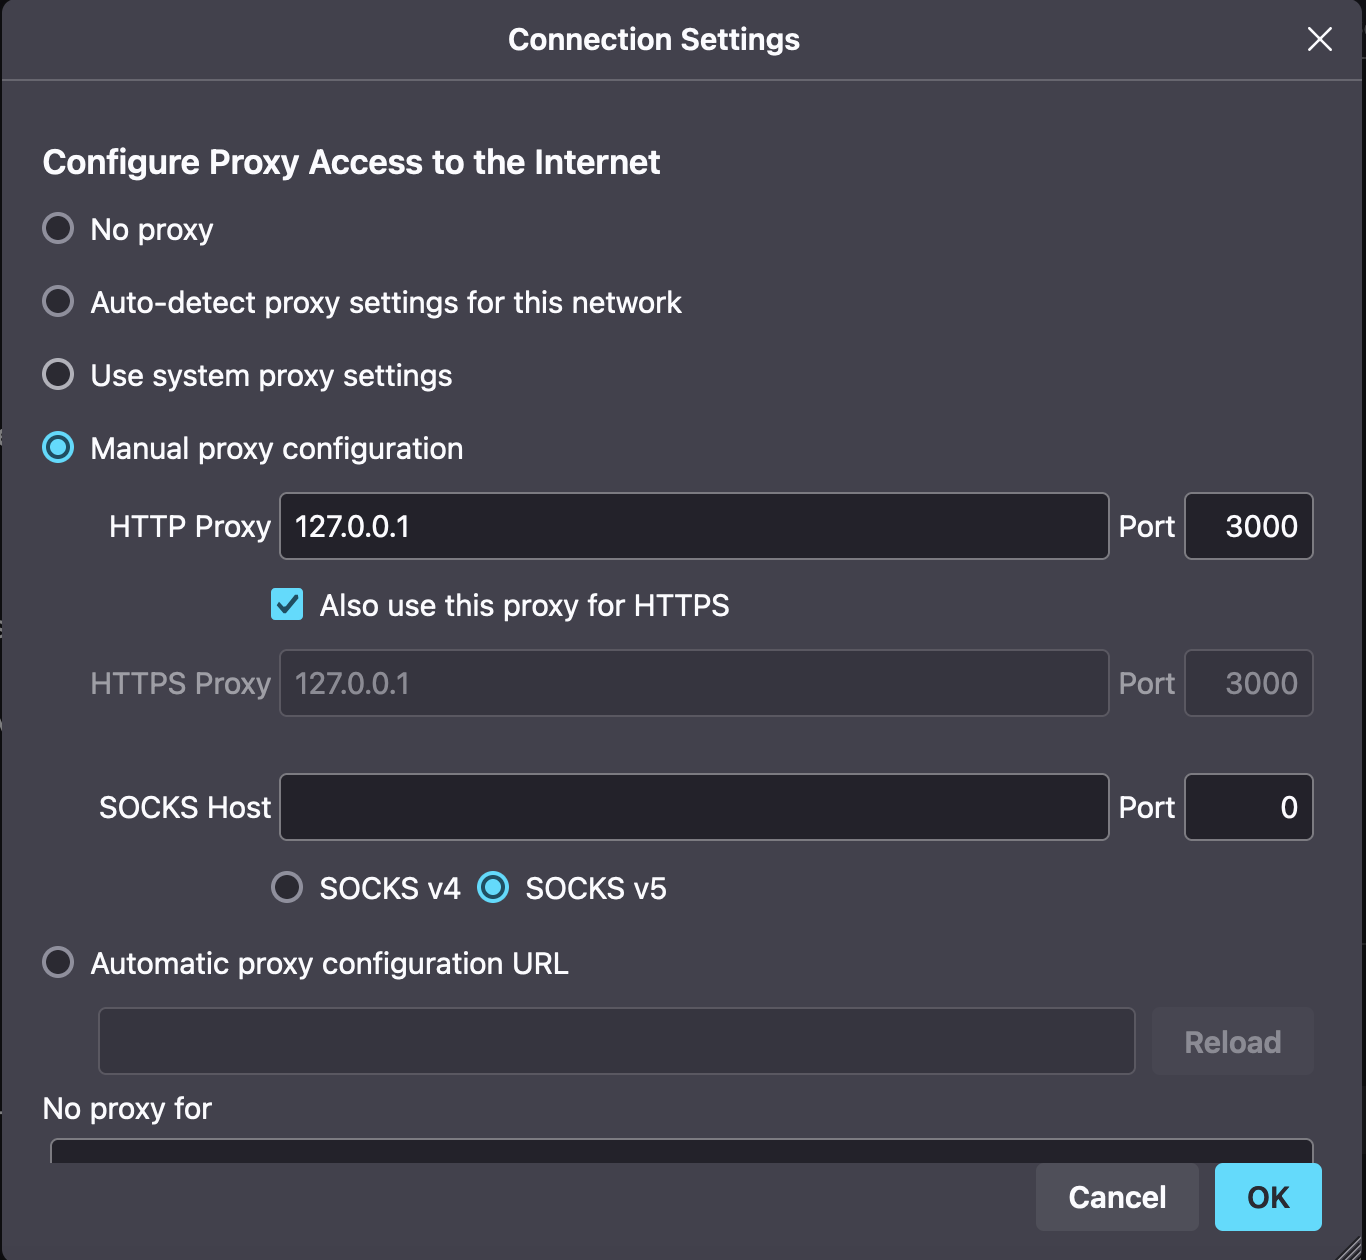 Connection Settings
Configure Proxy Access to the Internet
No proxy
Auto-detect proxy settings for this network
Use system proxy settings
Manual proxy configuration
HTTP Proxy 127.0.0.1 Port 3000
Also use this proxy for HTTPS
HTTPS Proxy 127.0.0.1 Port 3000
SOCKS Host Port 0
SOCKS v4 SOCKS v5
Automatic proxy configuration URL
Reload
No proxy for
Cancel OK